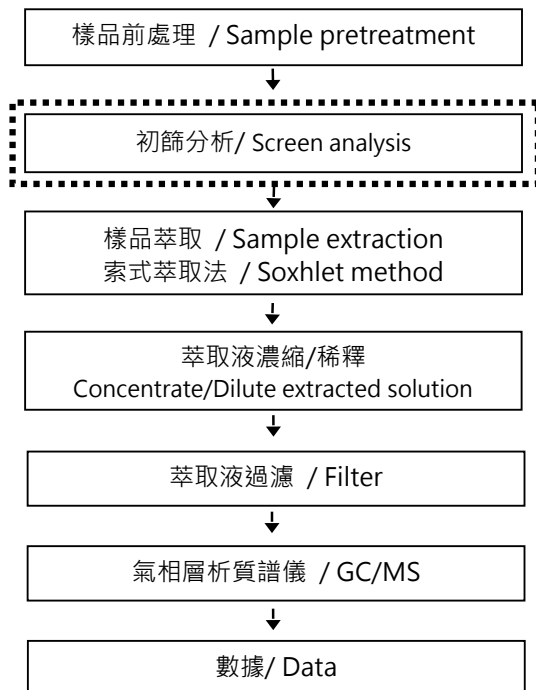 樣品前處理 / Sample pretreatment
初篩分析/ Screen analysis
樣品萃取 / Sample extraction
索式萃取法 / Soxhlet method
萃取液濃縮/稀釋
Concentrate/Dilute extracted solution
萃取液過濾 / Filter
氣相層析質譜儀 / GC/MS
數據/ Data